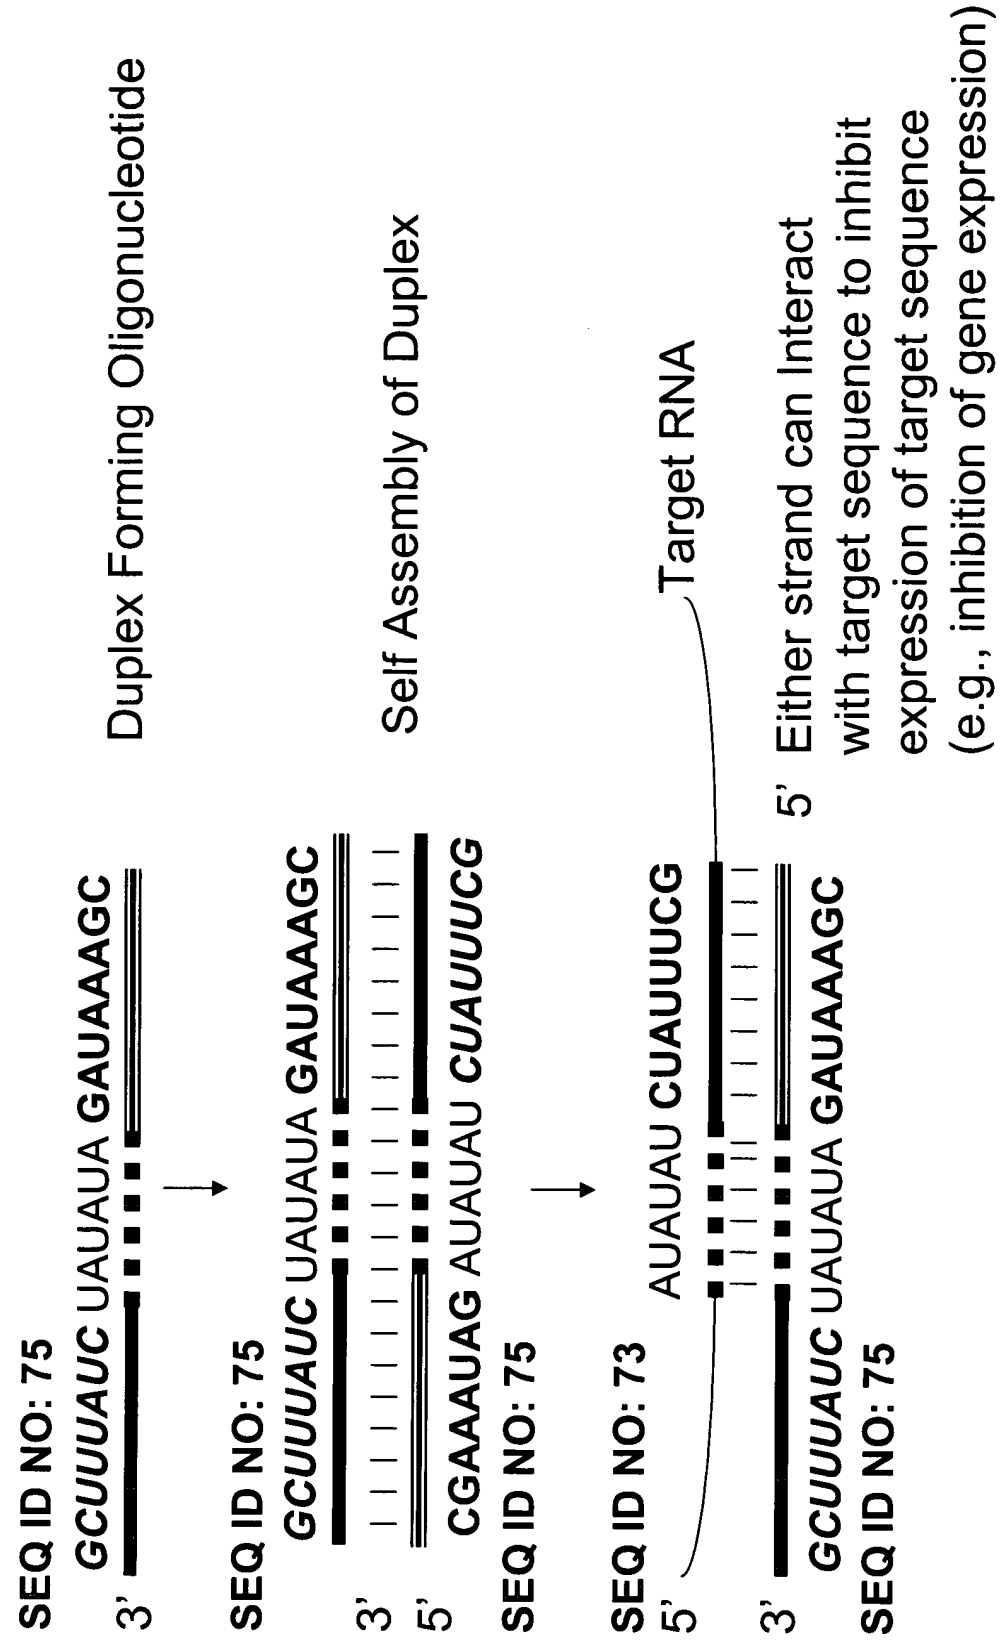 SEQ ID NO: 75
GCUUUAUC UAUAUA GAUAAAGC
3'
Duplex Forming Oligonucleotide
SEQ ID NO: 75
GCUUUAUC UAUAUA GAUAAAGC
3'
5'
Self Assembly of Duplex
CGAAAUAG AUAUAU CUAUUUCG
SEQ ID NO: 75
SEQ ID NO: 73
AUAUAU CUAUUUCG
5'
Target RNA
3'
5'
GCUUUAUC UAUAUA GAUAAAGC
SEQ ID NO: 75
Either strand can Interact
with target sequence to inhibit
expression of target sequence
(e.g., inhibition of gene expression)